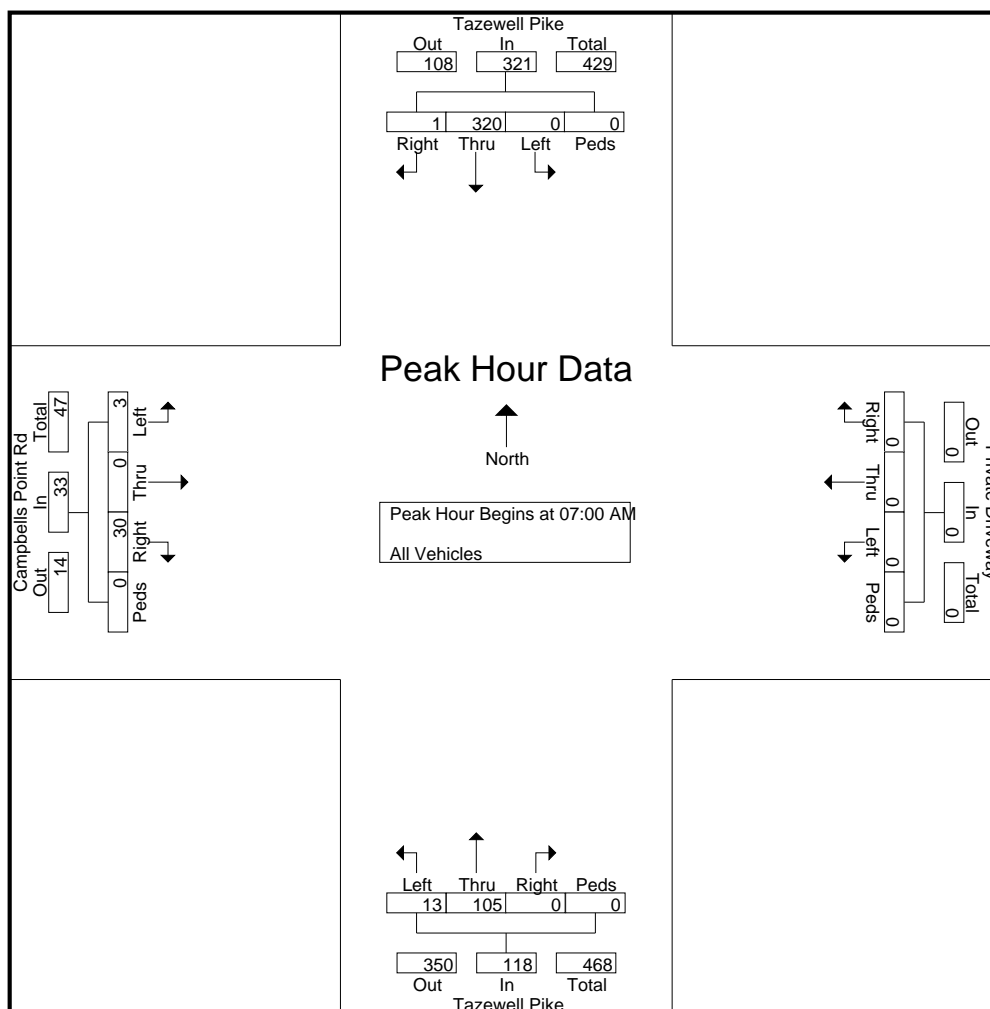 Tazewell Pike
Out In Total
108 321 429
1 320 0 0
Right Thru Left Peds
Peak Hour Data
North
Peak Hour Begins at 07:00 AM
All Vehicles
Campbells Point Rd
Total In Out
47 33 14
3 0 30 0
Left Thru Right Peds
Right Thru Left Peds
0 0 0 0
Out In Total
0 0 0
Private Driveway
Left Thru Right Peds
13 105 0 0
350 118 468
Out In Total
Tazewell Pike